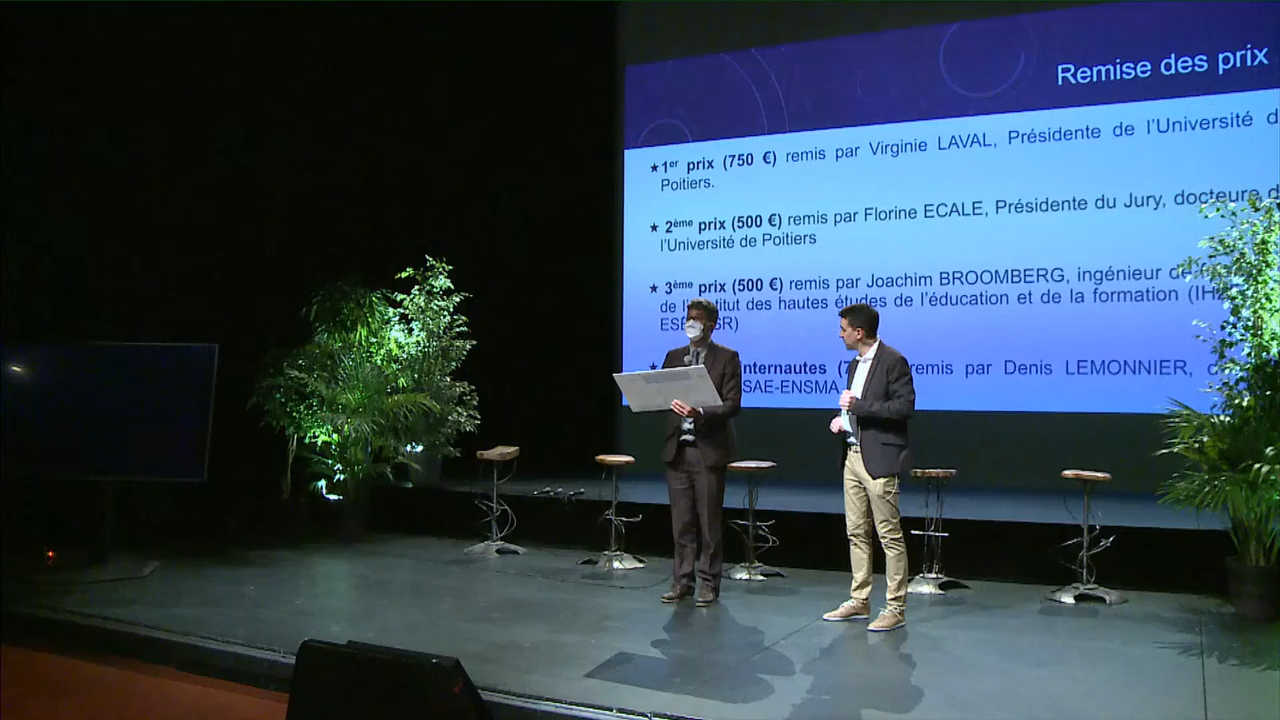 Remise des prix
★1er prix (750 €) remis par Virginie LAVAL, Présidente de l'Université
Poitiers.
★ 2ème prix (500 €) remis par Florine ECALE, Présidente du Jury, docteure
l'Université de Poitiers
★ 3ème prix (500 €) remis par Joachim BROOMBERG, ingénieur
de l'Institut des hautes études de l'éducation et de la formation
internautes remis par Denis LEMONNIER,
SAE-ENSMA